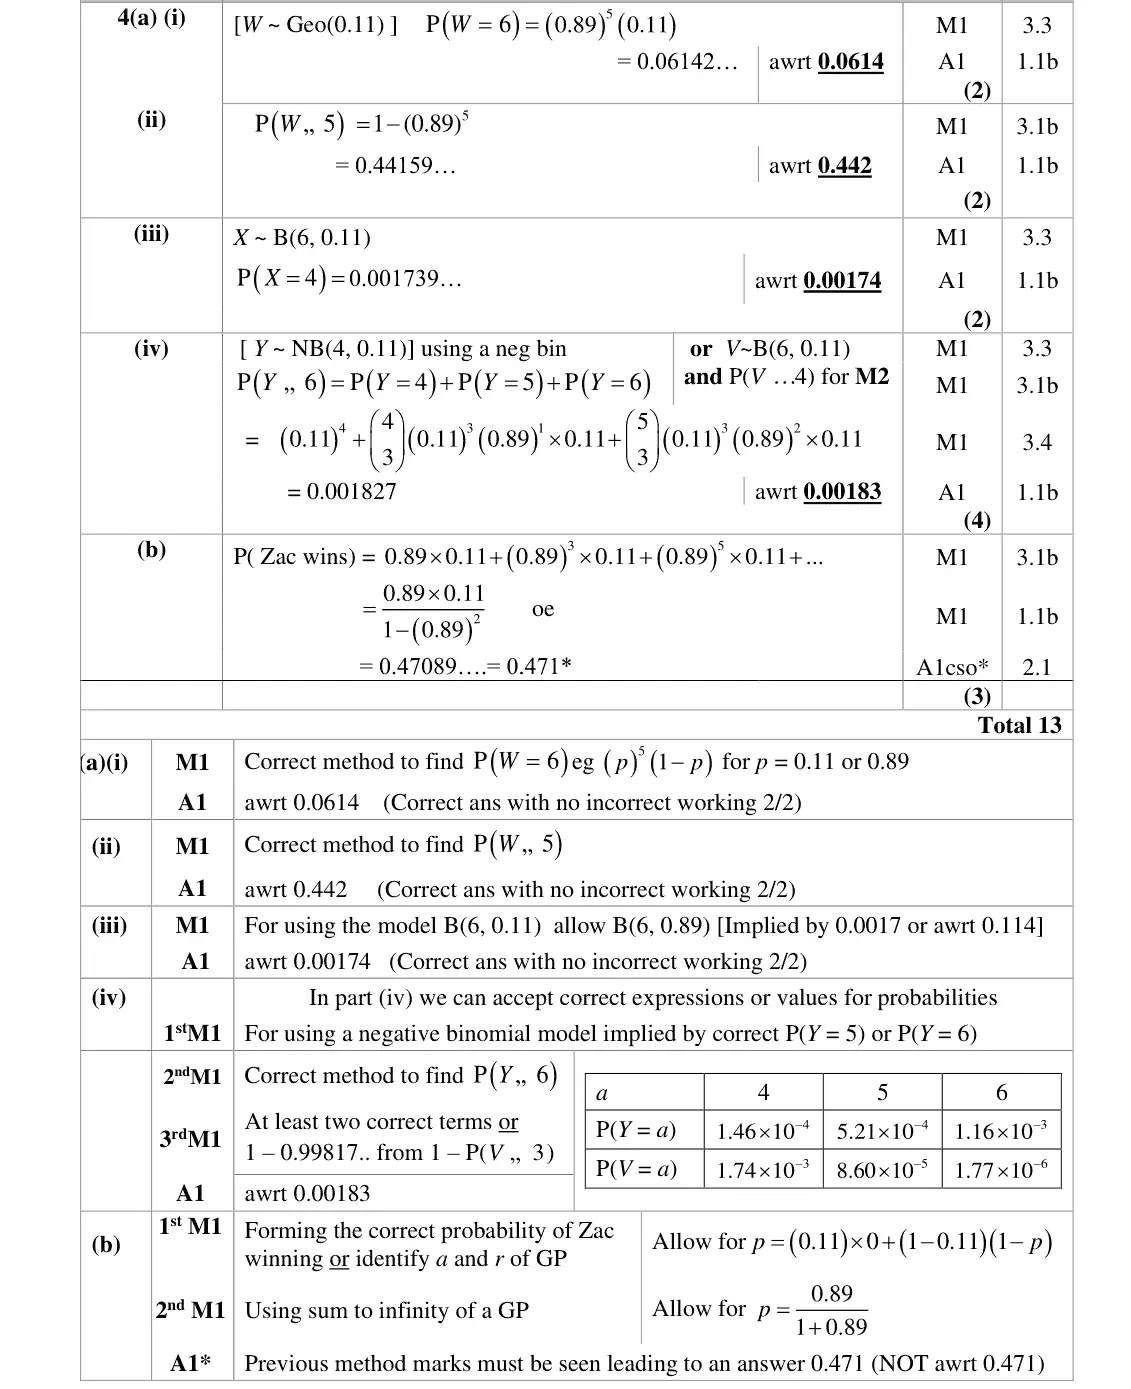 4(a) (i) [W ~ Geo(0.11) ] P(W = 6) = (0.89)^5 (0.11) M1 3.3
= 0.06142… awrt 0.0614 A1 1.1b
(2)
(ii) P(W „ 5) = 1 − (0.89)^5 M1 3.1b
= 0.44159… awrt 0.442 A1 1.1b
(2)
(iii) X ~ B(6, 0.11) M1 3.3
P(X = 4) = 0.001739… awrt 0.00174 A1 1.1b
(2)
(iv) [ Y ~ NB(4, 0.11)] using a neg bin or V~B(6, 0.11) M1 3.3
P(Y „ 6) = P(Y = 4) + P(Y = 5) + P(Y = 6) and P(V …4) for M2 M1 3.1b
= (0.11)^4 + (4 3)(0.11)^3 (0.89)^1 × 0.11 + (5 3)(0.11)^3 (0.89)^2 × 0.11 M1 3.4
= 0.001827 awrt 0.00183 A1 1.1b
(4)
(b) P( Zac wins) = 0.89 × 0.11 + (0.89)^3 × 0.11 + (0.89)^5 × 0.11 + ... M1 3.1b
= 0.89 × 0.11 / 1 − (0.89)^2 oe M1 1.1b
= 0.47089….= 0.471* A1cso* 2.1
(3)
Total 13
(a)(i) M1 Correct method to find P(W = 6) eg (p)^5 (1 − p) for p = 0.11 or 0.89
A1 awrt 0.0614 (Correct ans with no incorrect working 2/2)
(ii) M1 Correct method to find P(W „ 5)
A1 awrt 0.442 (Correct ans with no incorrect working 2/2)
(iii) M1 For using the model B(6, 0.11) allow B(6, 0.89) [Implied by 0.0017 or awrt 0.114]
A1 awrt 0.00174 (Correct ans with no incorrect working 2/2)
(iv) In part (iv) we can accept correct expressions or values for probabilities
1st M1 For using a negative binomial model implied by correct P(Y = 5) or P(Y = 6)
2nd M1 Correct method to find P(Y „ 6)
3rd M1 At least two correct terms or
1 – 0.99817.. from 1 – P(V „ 3)
A1 awrt 0.00183
a 4 5 6
P(Y = a) 1.46×10^–4 5.21×10^–4 1.16×10^–3
P(V = a) 1.74×10^–3 8.60×10^–5 1.77×10^–6
(b) 1st M1 Forming the correct probability of Zac
winning or identify a and r of GP
Allow for p = (0.11) × 0 + (1 − 0.11)(1 − p)
2nd M1 Using sum to infinity of a GP Allow for p = 0.89 / 1 + 0.89
A1* Previous method marks must be seen leading to an answer 0.471 (NOT awrt 0.471)